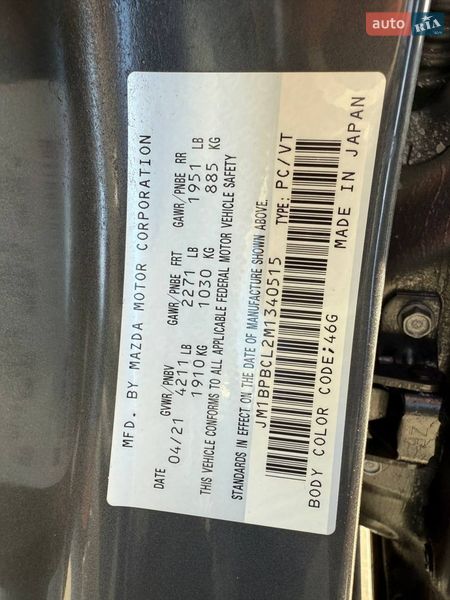 auto RIA
MFD. BY MAZDA MOTOR CORPORATION
DATE GVWR/PNBV GAWR/PNBE FRT GAWR/PNBE RR
04/21 4211 LB 2271 LB 1951 LB
1910 KG 1030 KG 885 KG
THIS VEHICLE CONFORMS TO ALL APPLICABLE FEDERAL MOTOR VEHICLE SAFETY
STANDARDS IN EFFECT ON THE DATE OF MANUFACTURE SHOWN ABOVE.
JM1BPBCL2M1340515 TYPE: PC/VT
BODY COLOR CODE;46G MADE IN JAPAN